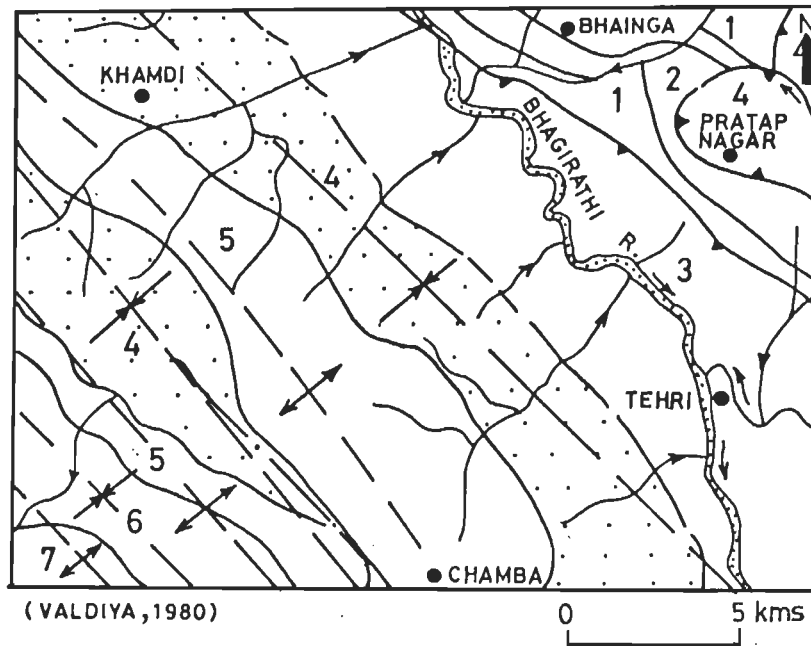 BHAINGA
1
N
KHAMDI
2
1
4
PRATAP
NAGAR
BHAGIRATHI R.
4
5
3
4
TEHRI
5
6
7
CHAMBA
(VALDIYA,1980)
0 5 kms